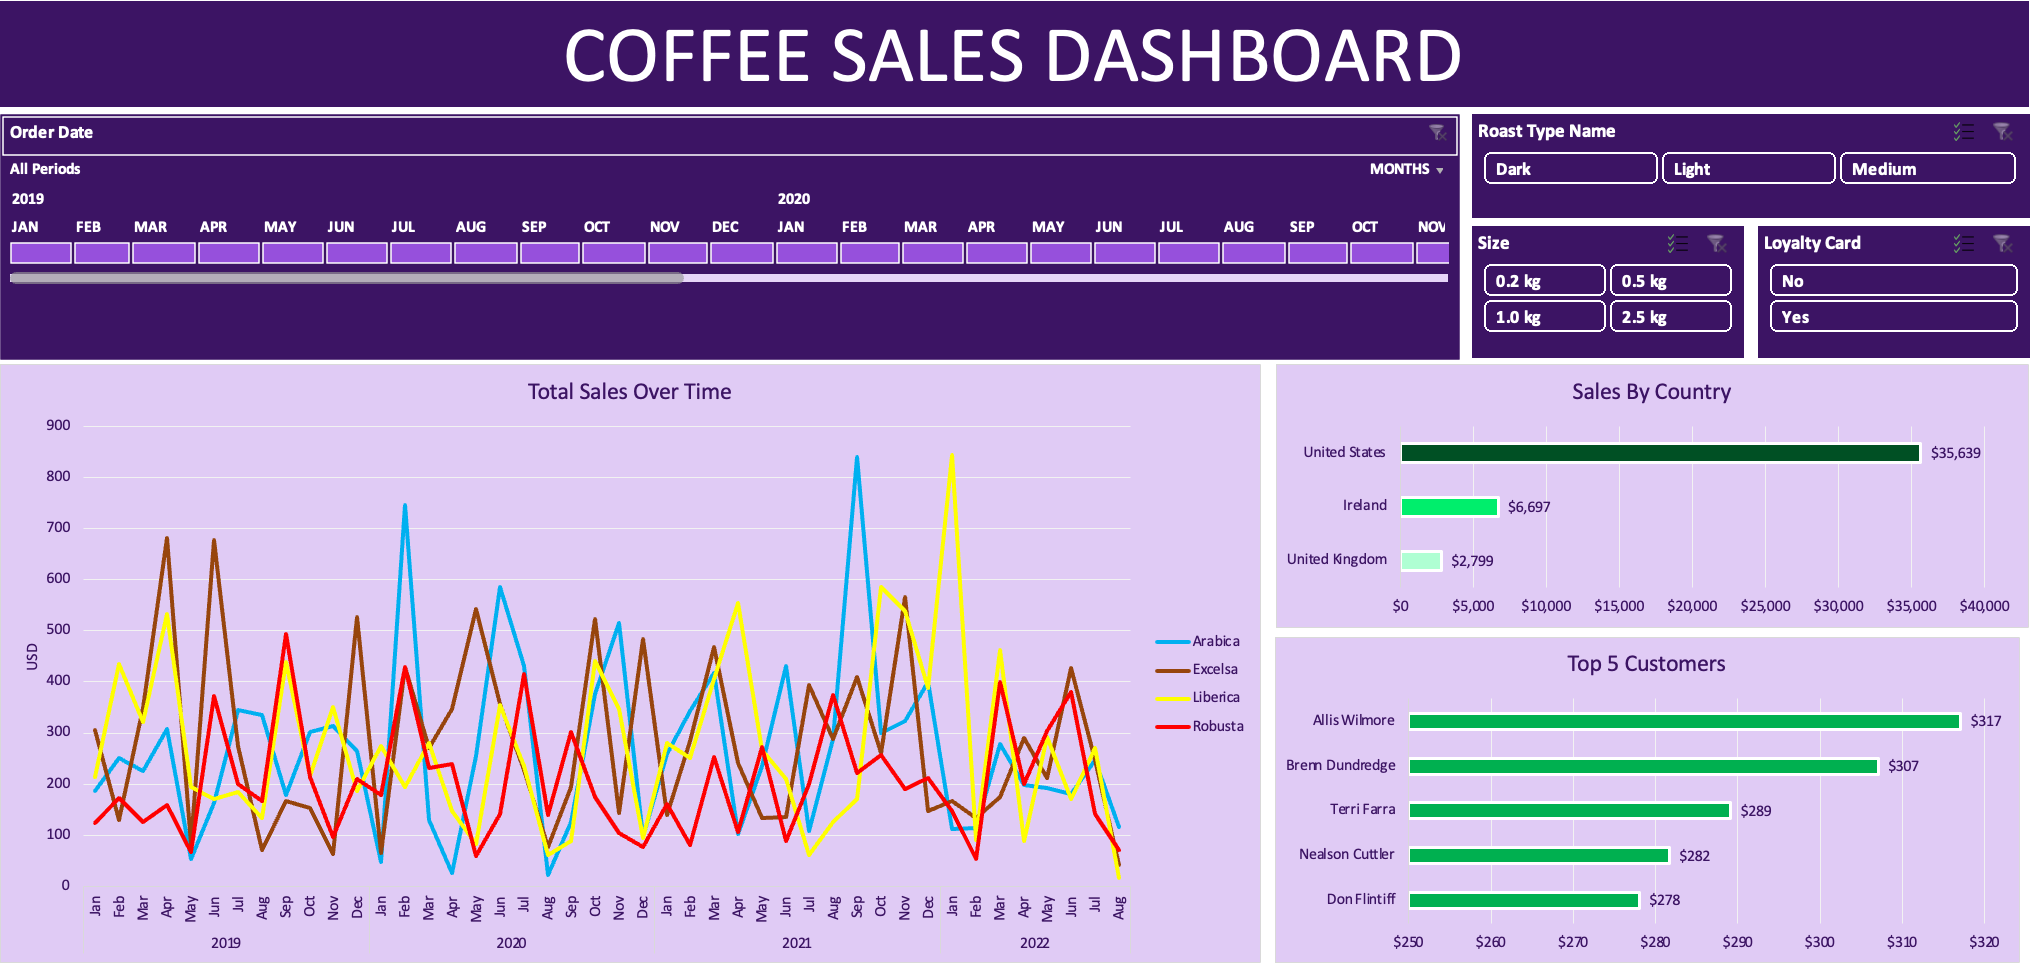 COFFEE SALES DASHBOARD
Order Date
All Periods
MONTHS
2019 2020
JAN FEB MAR APR MAY JUN JUL AUG SEP OCT NOV DEC JAN FEB MAR APR MAY JUN JUL AUG SEP OCT NOV
Roast Type Name
Dark Light Medium
Size
0.2 kg 0.5 kg
1.0 kg 2.5 kg
Loyalty Card
No
Yes
Total Sales Over Time
900
800
700
600
500
400
300
200
100
0
USD
Jan Feb Mar Apr May Jun Jul Aug Sep Oct Nov Dec Jan Feb Mar Apr May Jun Jul Aug Sep Oct Nov Dec Jan Feb Mar Apr May Jun Jul Aug Sep Oct Nov Dec Jan Feb Mar Apr May Jun Jul Aug
2019 2020 2021 2022
Arabica
Excelsa
Liberica
Robusta
Sales By Country
United States $35,639
Ireland $6,697
United Kingdom $2,799
$0 $5,000 $10,000 $15,000 $20,000 $25,000 $30,000 $35,000 $40,000
Top 5 Customers
Allis Wilmore $317
Brenn Dundredge $307
Terri Farra $289
Nealson Cuttler $282
Don Flintiff $278
$250 $260 $270 $280 $290 $300 $310 $320